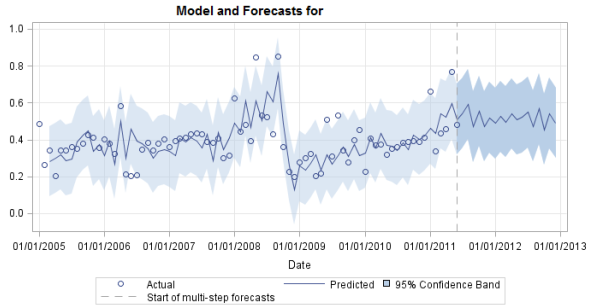 Model and Forecasts for
1.0
0.8
0.6
0.4
0.2
0.0
01/01/2005 01/01/2006 01/01/2007 01/01/2008 01/01/2009 01/01/2010 01/01/2011 01/01/2012 01/01/2013
Date
Actual Predicted 95% Confidence Band
Start of multi-step forecasts